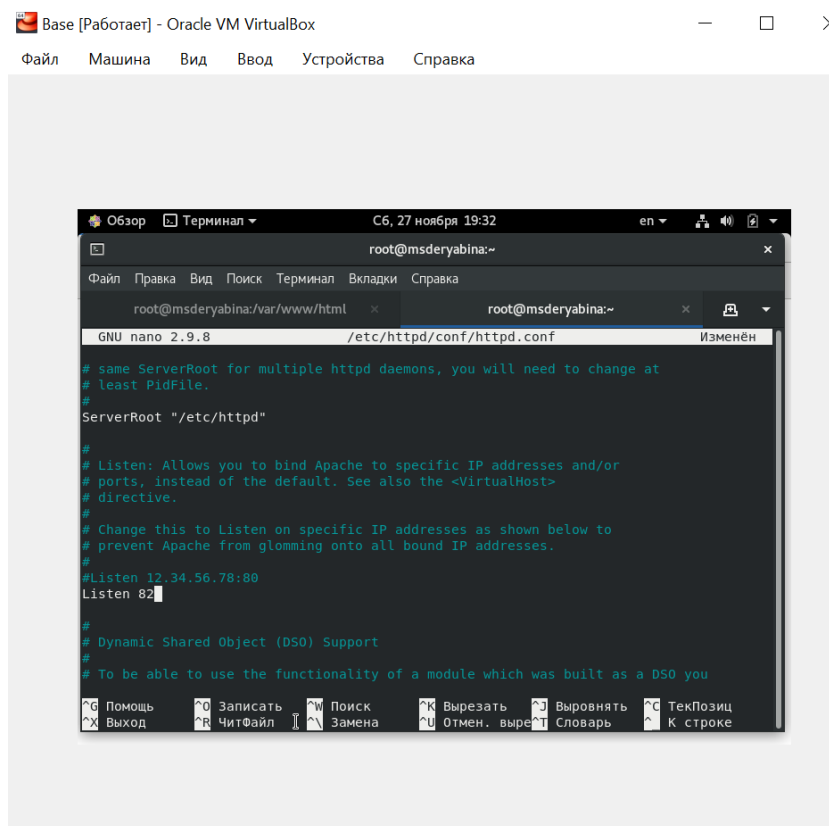 Base [Работает] - Oracle VM VirtualBox
Файл Машина Вид Ввод Устройства Справка
Обзор Терминал Сб, 27 ноября 19:32 en
root@msderyabina:~
Файл Правка Вид Поиск Терминал Вкладки Справка
root@msderyabina:/var/www/html × root@msderyabina:~ ×
GNU nano 2.9.8 /etc/httpd/conf/httpd.conf Изменён
# same ServerRoot for multiple httpd daemons, you will need to change at
# least PidFile.
#
ServerRoot "/etc/httpd"
#
# Listen: Allows you to bind Apache to specific IP addresses and/or
# ports, instead of the default. See also the <VirtualHost>
# directive.
#
# Change this to Listen on specific IP addresses as shown below to
# prevent Apache from glomming onto all bound IP addresses.
#
#Listen 12.34.56.78:80
Listen 82
#
# Dynamic Shared Object (DSO) Support
#
# To be able to use the functionality of a module which was built as a DSO you
^G Помощь ^O Записать ^W Поиск ^K Вырезать ^J Выровнять ^C ТекПозиц
^X Выход ^R ЧитФайл ^\ Замена ^U Отмен. выре^T Словарь ^_ К строке